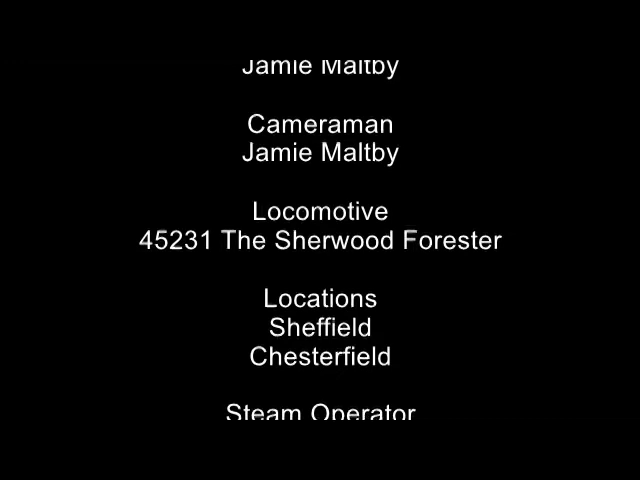 Jamie Maltby
Cameraman
Jamie Maltby
Locomotive
45231 The Sherwood Forester
Locations
Sheffield
Chesterfield
Steam Operator